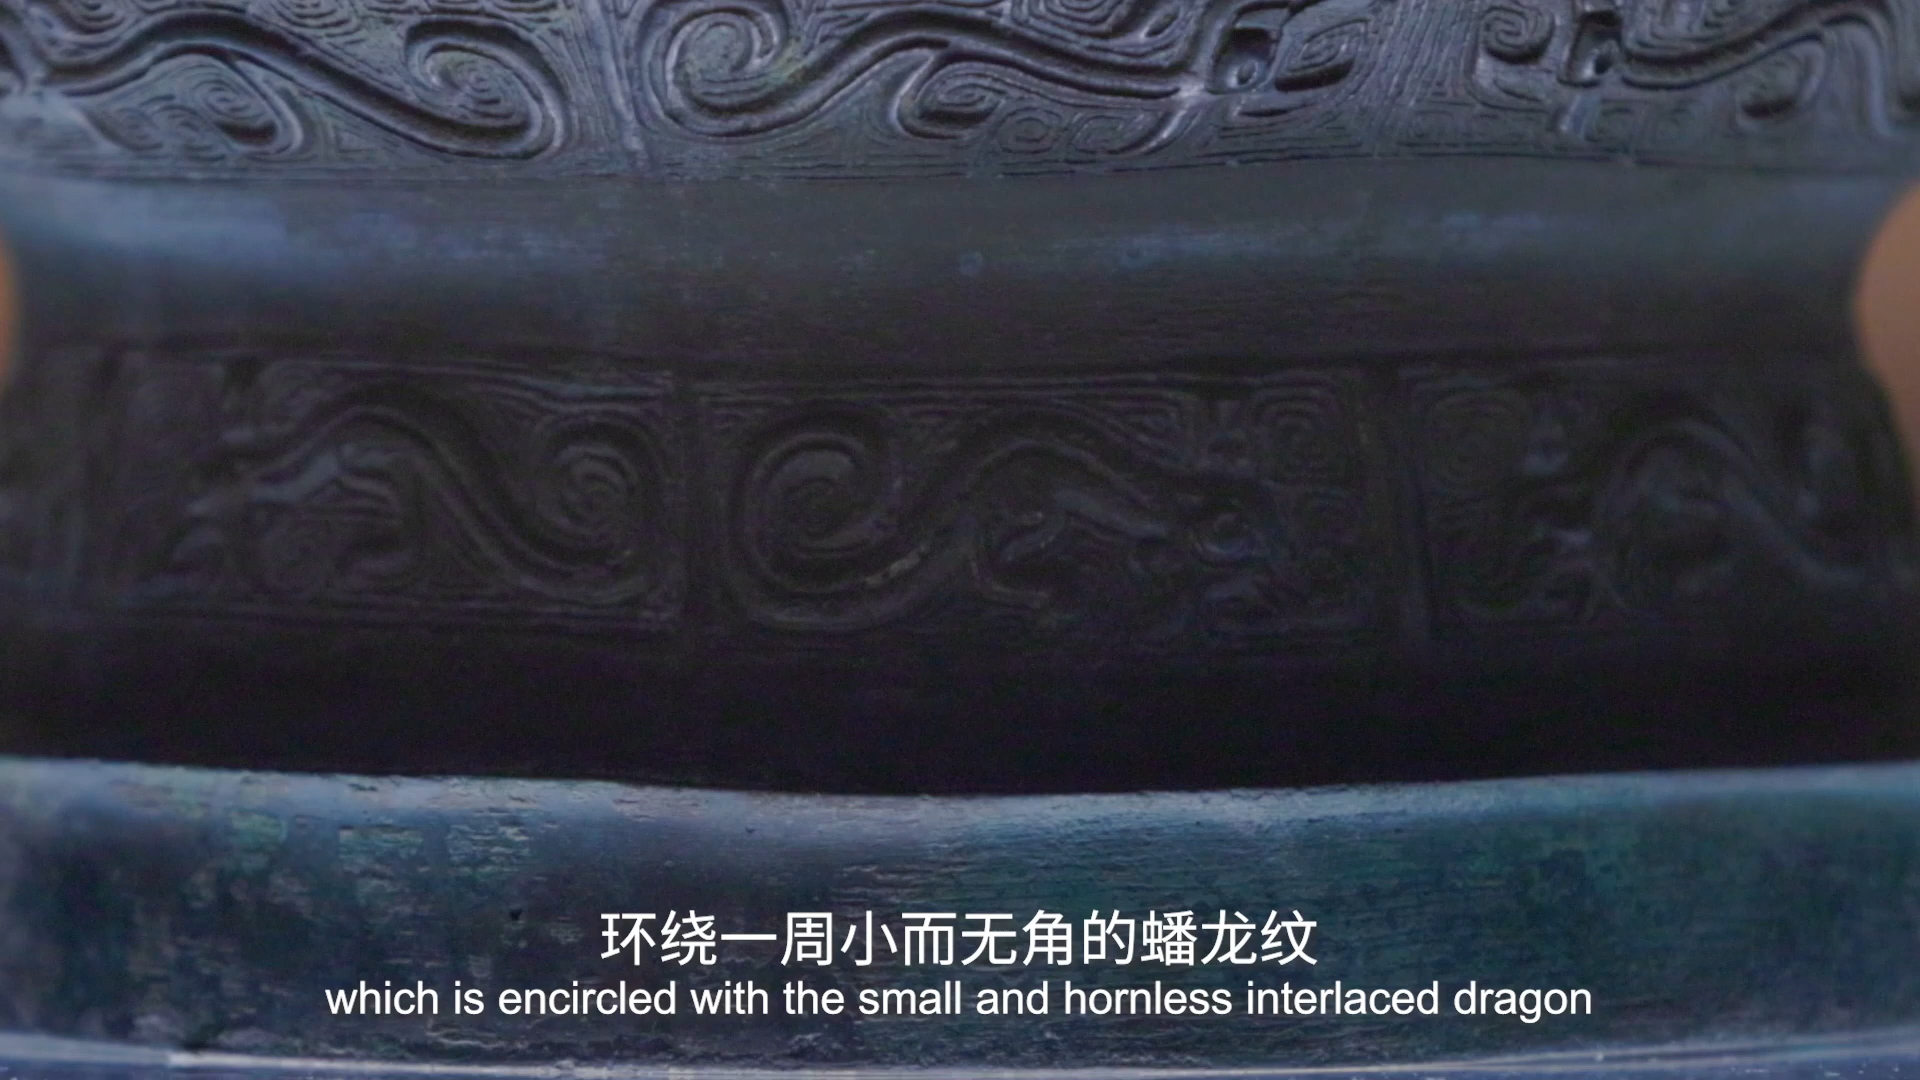 环绕一周小而无角的蟠龙纹
which is encircled with the small and hornless interlaced dragon